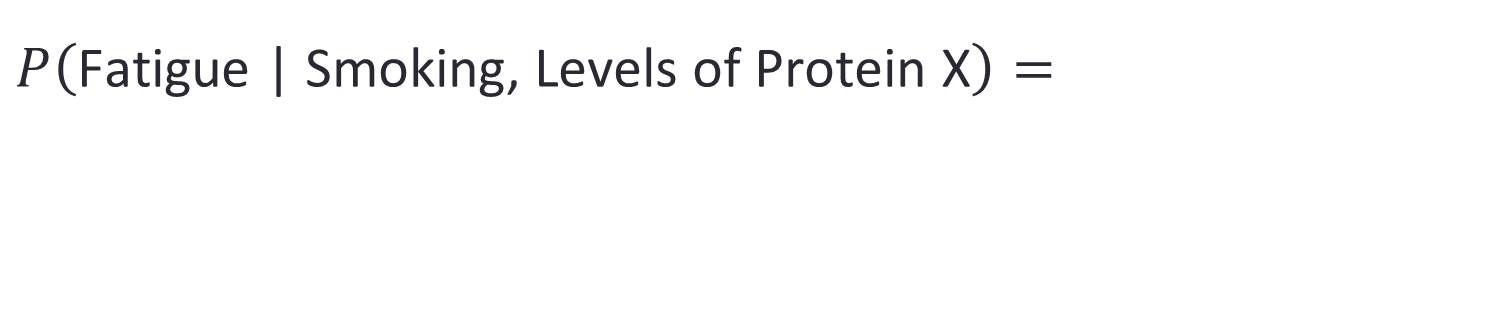 P(Fatigue | Smoking, Levels of Protein X) =